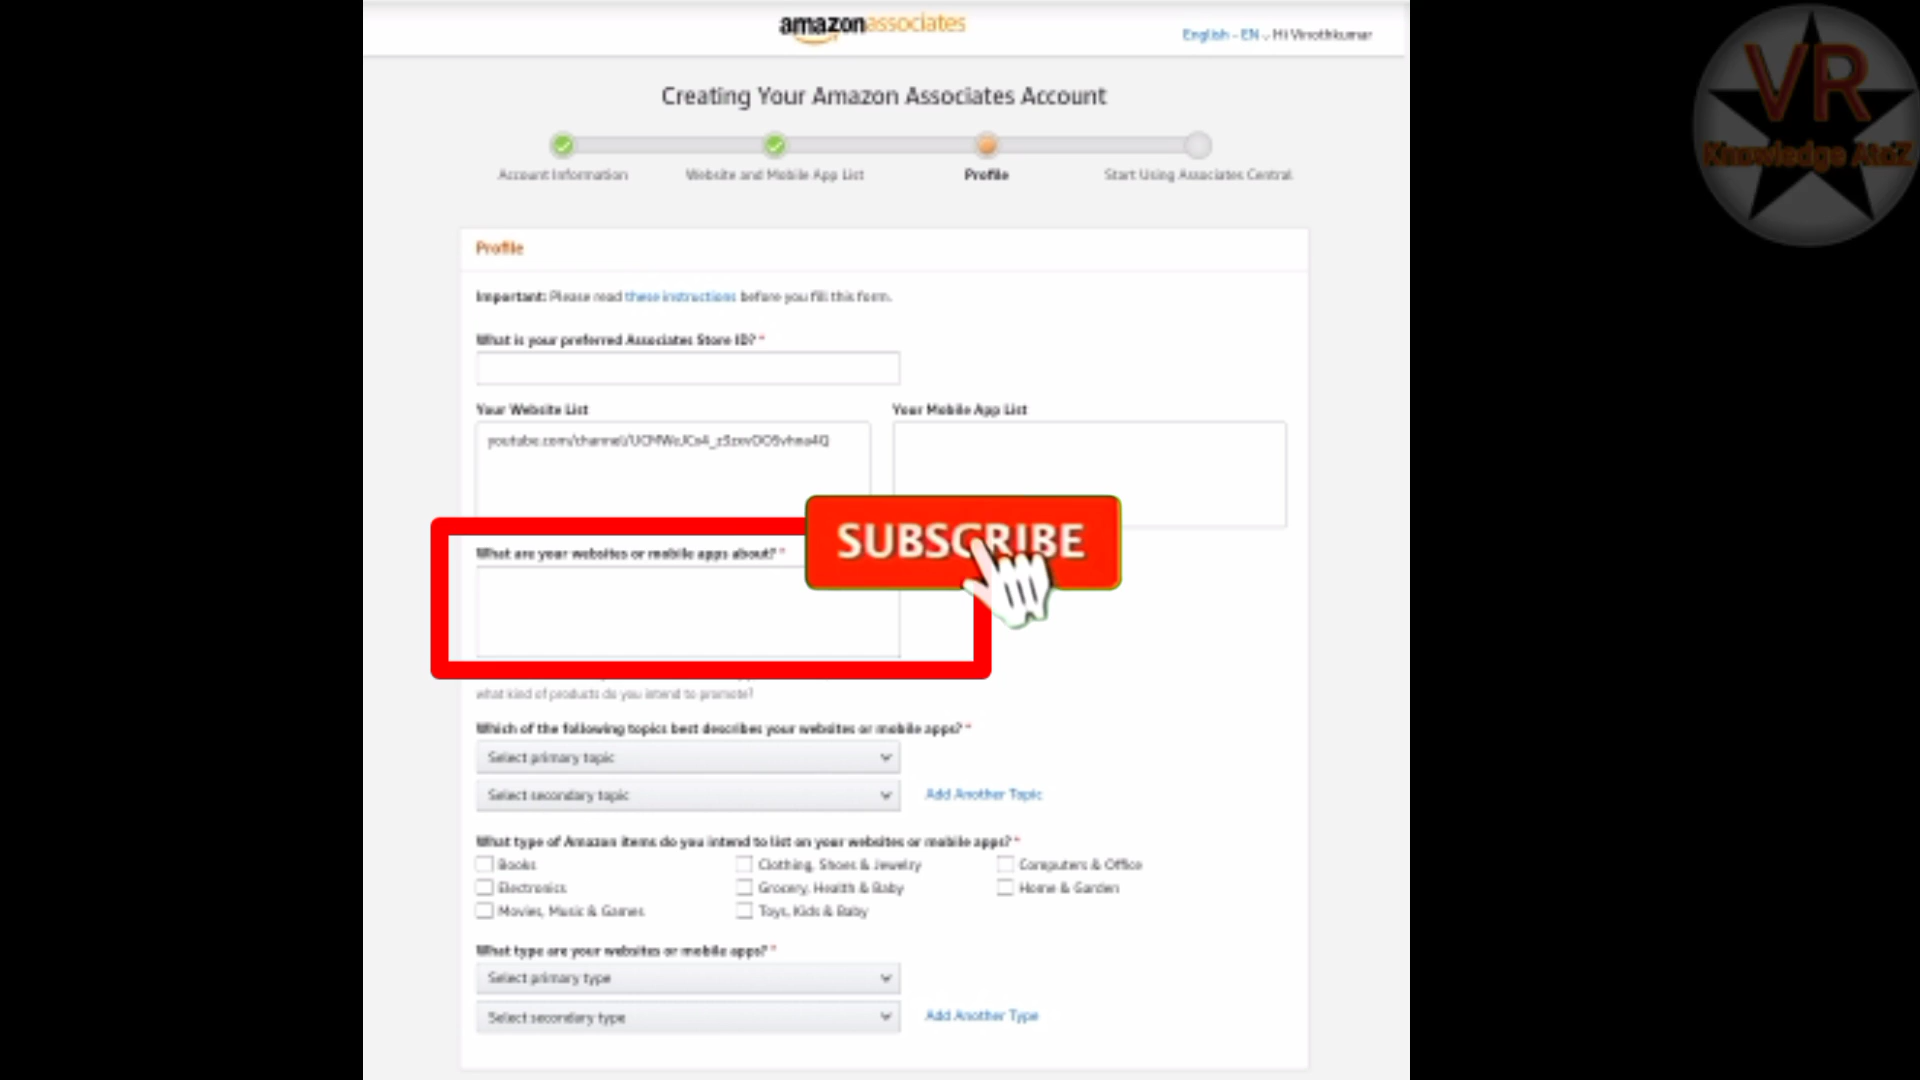 amazonassociates
English - EN - Hi Vinothkumar
VR
Knowledge AtoZ
Creating Your Amazon Associates Account
Account Information
Website and Mobile App List
Profile
Start Using Associates Central
Profile
Important: Please read these instructions before you fill this form.
What is your preferred Associates Store ID? *
Your Website List
Your Mobile App List
SUBSCRIBE
What are your websites or mobile apps about? *
what kind of products do you intend to promote?
Which of the following topics best describes your websites or mobile apps? *
Select primary topic
Select secondary topic
Add Another Topic
What type of Amazon items do you intend to list on your websites or mobile apps? *
Books
Clothing, Shoes & Jewelry
Computers & Office
Electronics
Grocery, Health & Baby
Home & Garden
Movies, Music & Games
Toys, Kids & Baby
What type are your websites or mobile apps? *
Select primary type
Select secondary type
Add Another Type